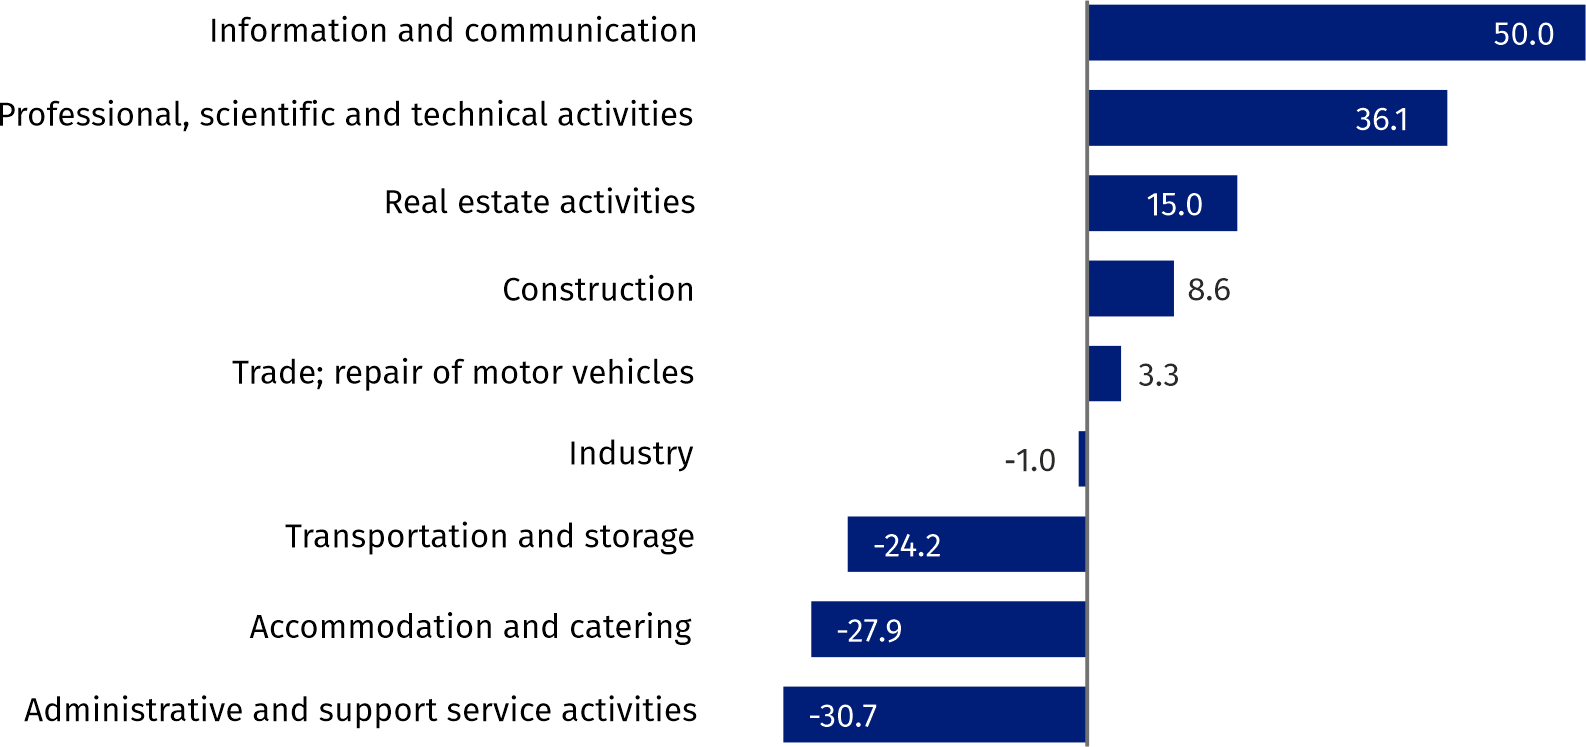 Information and communication 50.0
Professional, scientific and technical activities 36.1
Real estate activities 15.0
Construction 8.6
Trade; repair of motor vehicles 3.3
Industry -1.0
Transportation and storage -24.2
Accommodation and catering -27.9
Administrative and support service activities -30.7